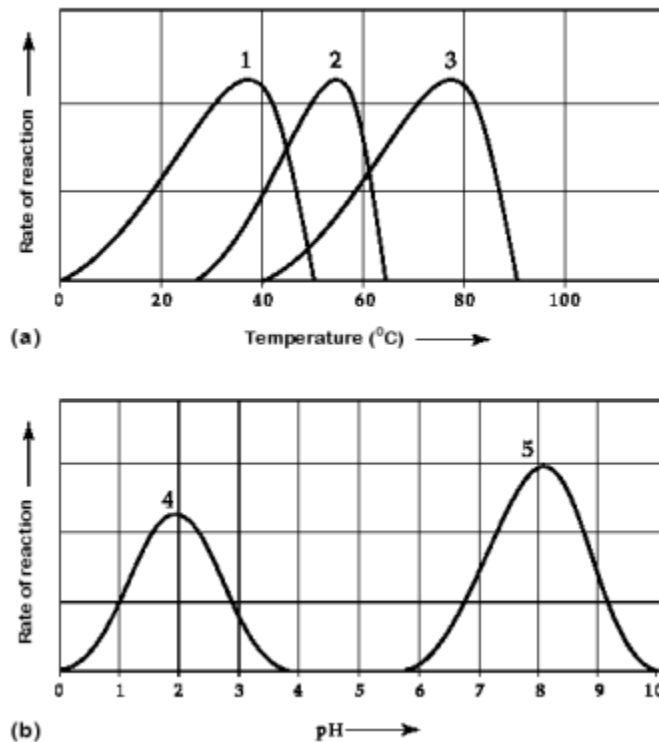 1 2 3
Rate of reaction
0 20 40 60 80 100
(a) Temperature (⁰C)
4 5
Rate of reaction
0 1 2 3 4 5 6 7 8 9 10
(b) pH